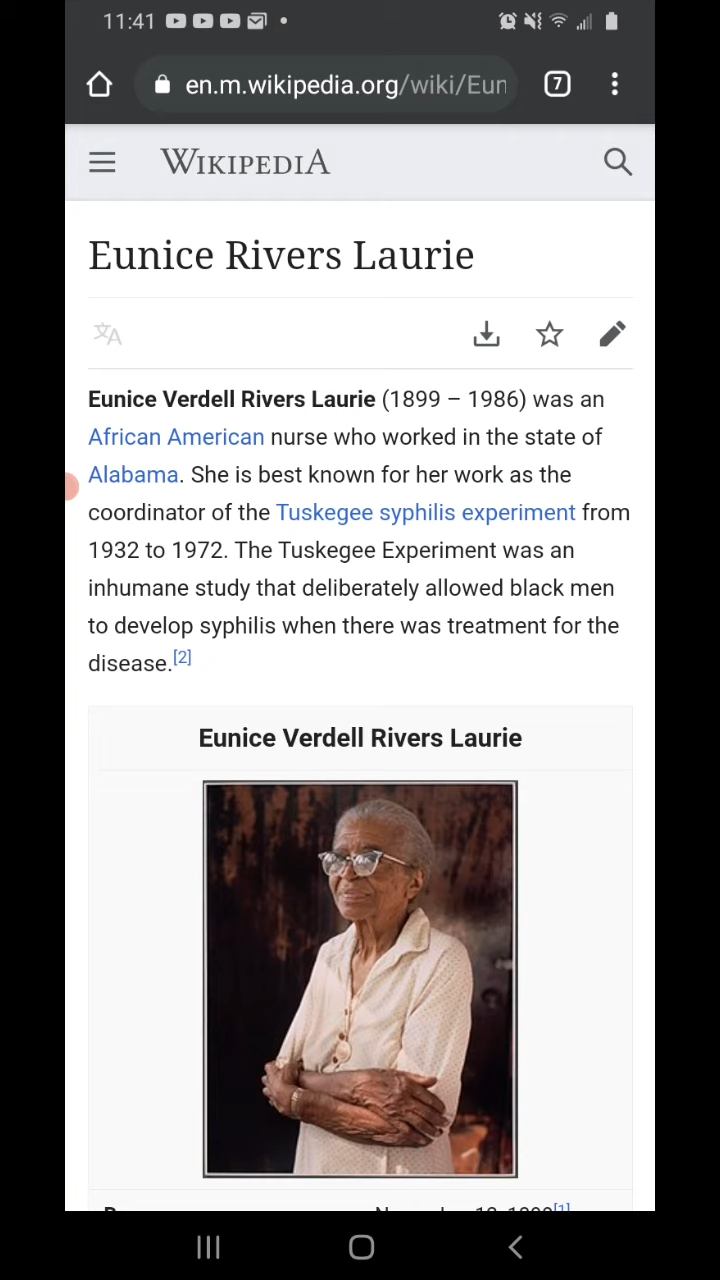 11:41
en.m.wikipedia.org/wiki/Eun
7
WIKIPEDIA
Eunice Rivers Laurie
文A
Eunice Verdell Rivers Laurie (1899 – 1986) was an
African American nurse who worked in the state of
Alabama. She is best known for her work as the
coordinator of the Tuskegee syphilis experiment from
1932 to 1972. The Tuskegee Experiment was an
inhumane study that deliberately allowed black men
to develop syphilis when there was treatment for the
disease.[2]
Eunice Verdell Rivers Laurie